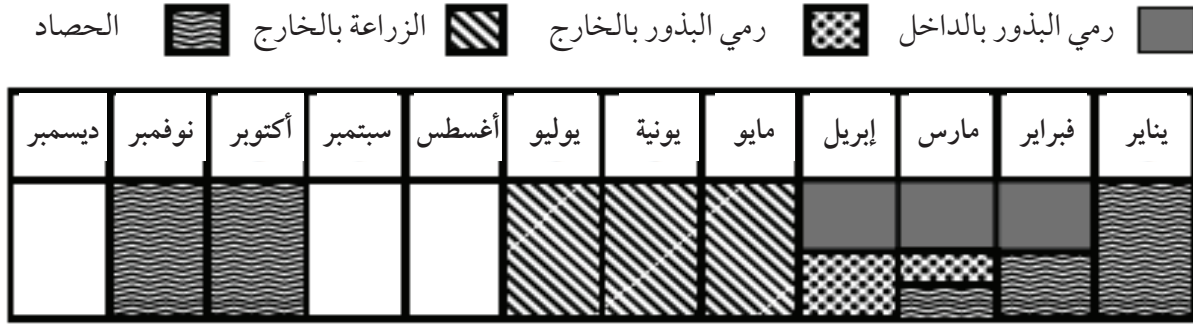 رمي البذور بالداخل رمي البذور بالخارج الزراعة بالخارج الحصاد
يناير فبراير مارس إبريل مايو يونية يوليو أغسطس سبتمبر أكتوبر نوفمبر ديسمبر